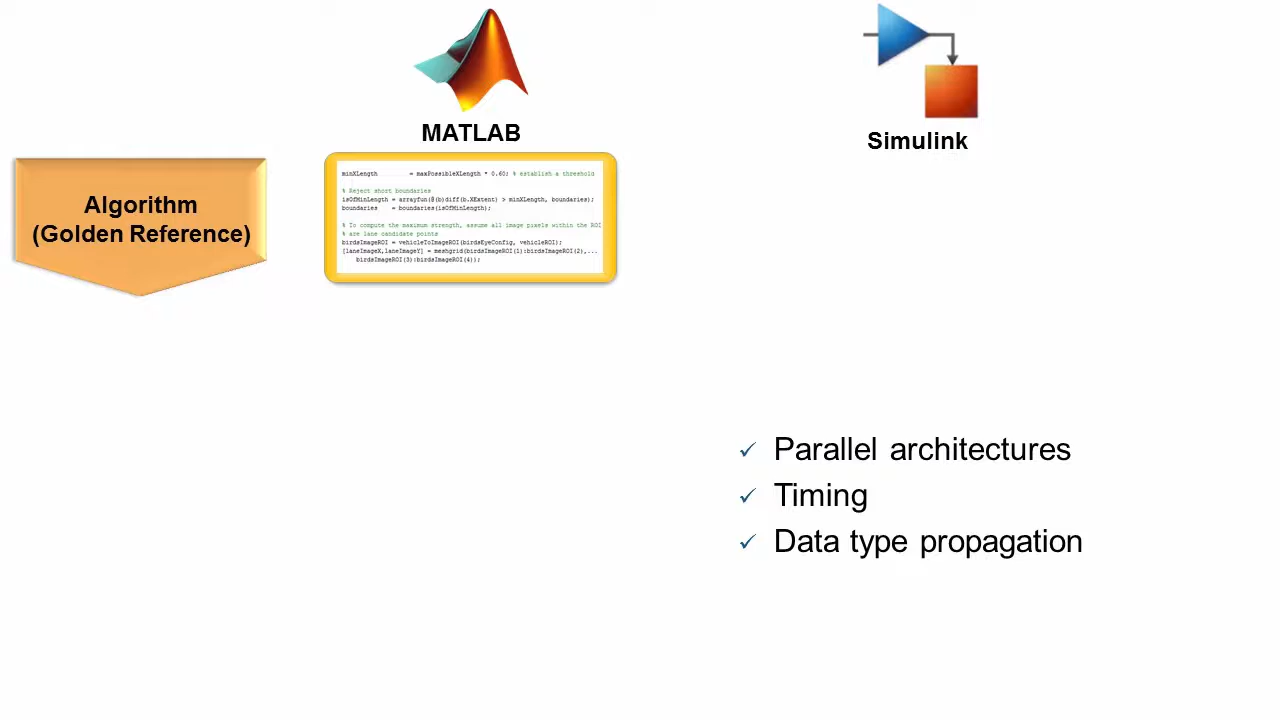 MATLAB
Simulink
Algorithm
(Golden Reference)
minXLength = maxPossibleXLength * 0.60; % establish a threshold
% Reject short boundaries
isOfMinLength = arrayfun(@(b)diff(b.XExtent) > minXLength, boundaries);
boundaries = boundaries(isOfMinLength);
% To compute the maximum strength, assume all image pixels within the ROI
% are lane candidate points
birdsImageROI = vehicleToImageROI(birdsEyeConfig, vehicleROI);
[laneImageX,laneImageY] = meshgrid(birdsImageROI(1):birdsImageROI(2),...
birdsImageROI(3):birdsImageROI(4));
✓ Parallel architectures
✓ Timing
✓ Data type propagation